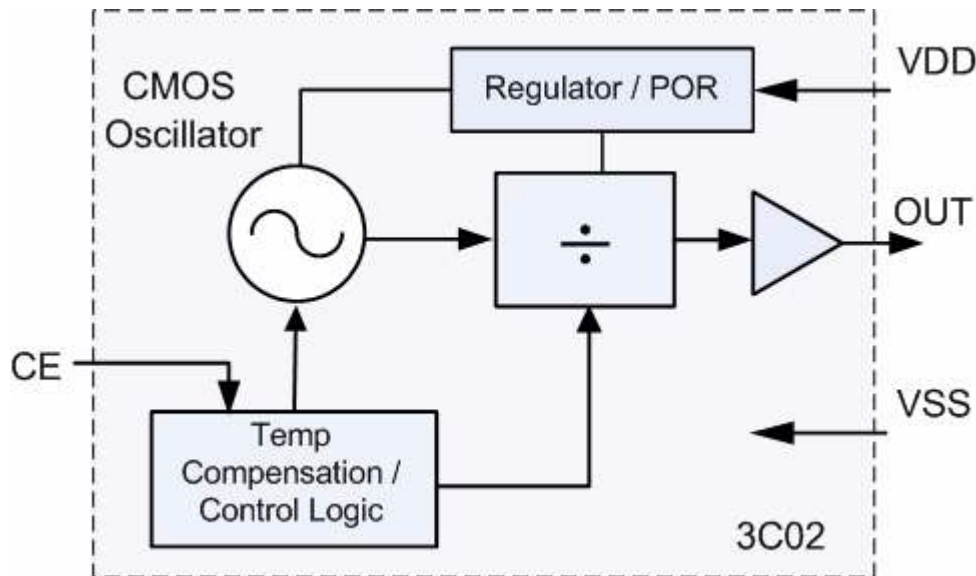 CMOS
Oscillator
Regulator / POR
VDD
÷
OUT
CE
Temp
Compensation /
Control Logic
VSS
3C02